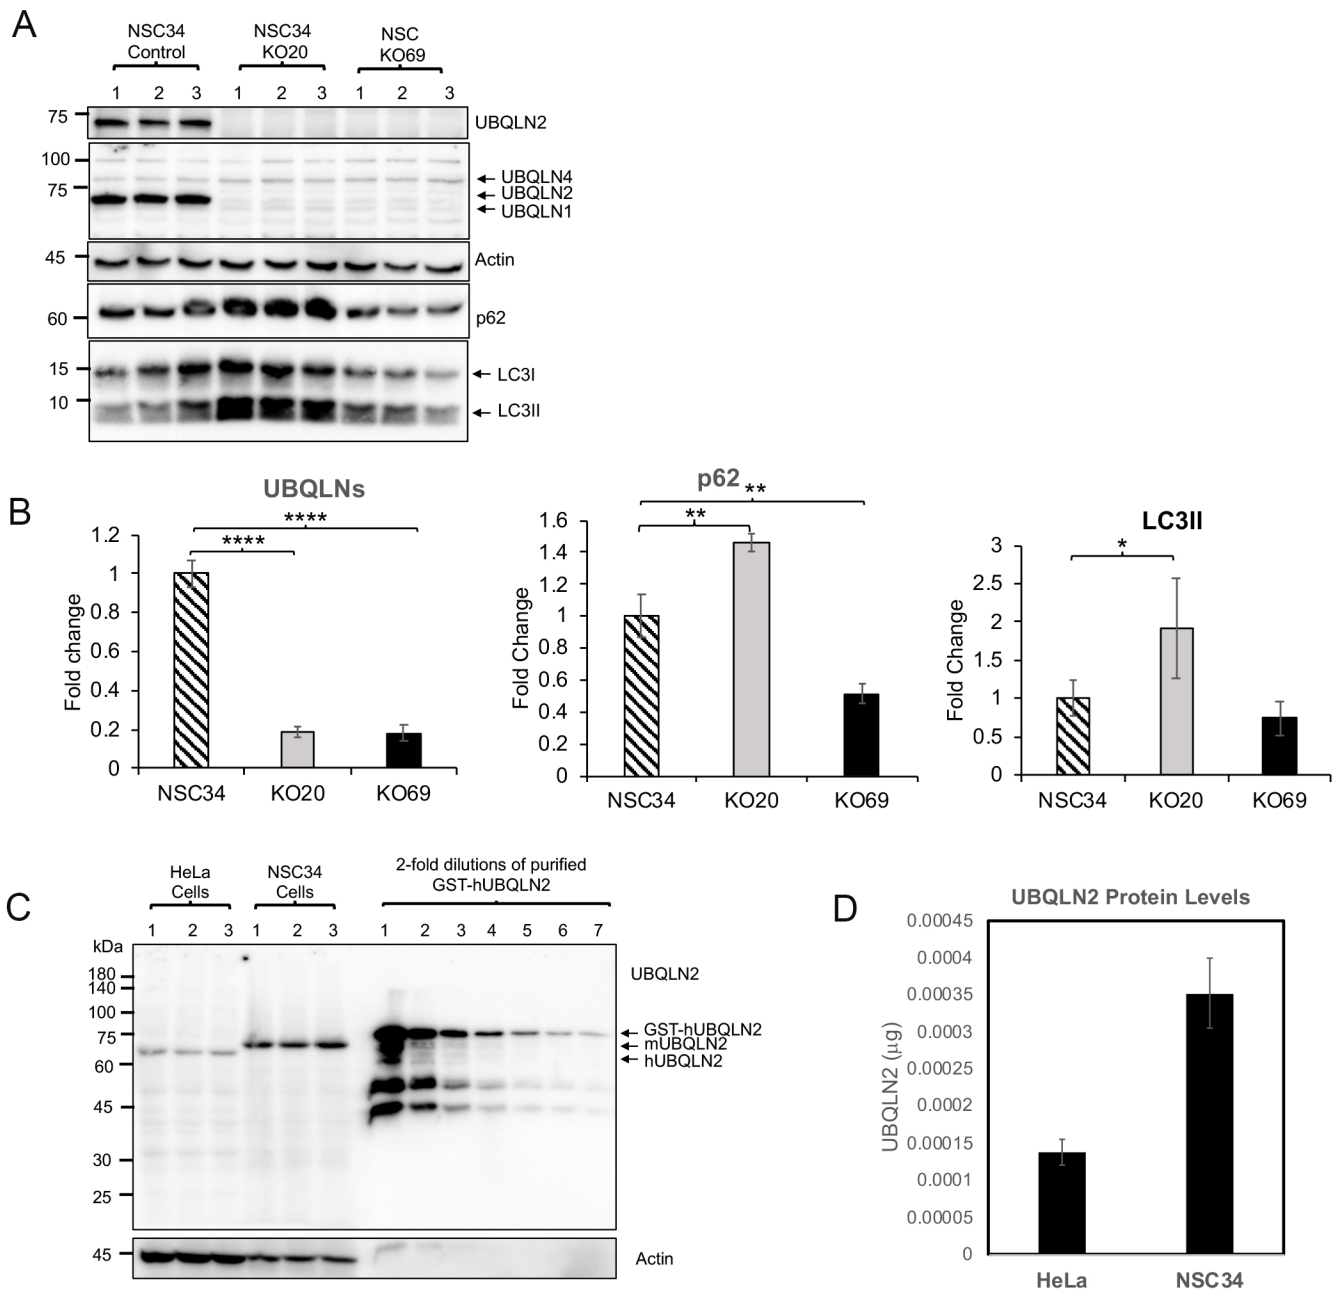 A
NSC34 Control
NSC34 KO20
NSC KO69
1 2 3 1 2 3 1 2 3
75
UBQLN2
100
UBQLN4
75
UBQLN2
UBQLN1
45
Actin
60
p62
15
LC3I
10
LC3II
B
UBQLNs
****
****
Fold change
1.2
1
0.8
0.6
0.4
0.2
0
NSC34 KO20 KO69
p62
**
**
Fold Change
1.6
1.4
1.2
1
0.8
0.6
0.4
0.2
0
NSC34 KO20 KO69
LC3II
*
Fold Change
3
2.5
2
1.5
1
0.5
0
NSC34 KO20 KO69
C
HeLa Cells
NSC34 Cells
2-fold dilutions of purified
GST-hUBQLN2
1 2 3 1 2 3 1 2 3 4 5 6 7
kDa
180
140
100
75
60
45
30
25
UBQLN2
GST-hUBQLN2
mUBQLN2
hUBQLN2
45
Actin
D
UBQLN2 Protein Levels
UBQLN2 (µg)
0.00045
0.0004
0.00035
0.0003
0.00025
0.0002
0.00015
0.0001
0.00005
0
HeLa NSC34